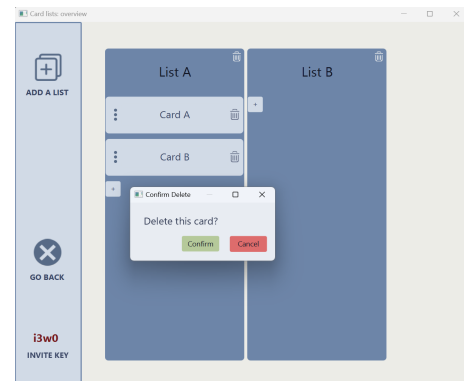 Card lists: overview
ADD A LIST
List A
List B
Card A
+
Card B
+
Confirm Delete
Delete this card?
Confirm
Cancel
GO BACK
i3w0
INVITE KEY